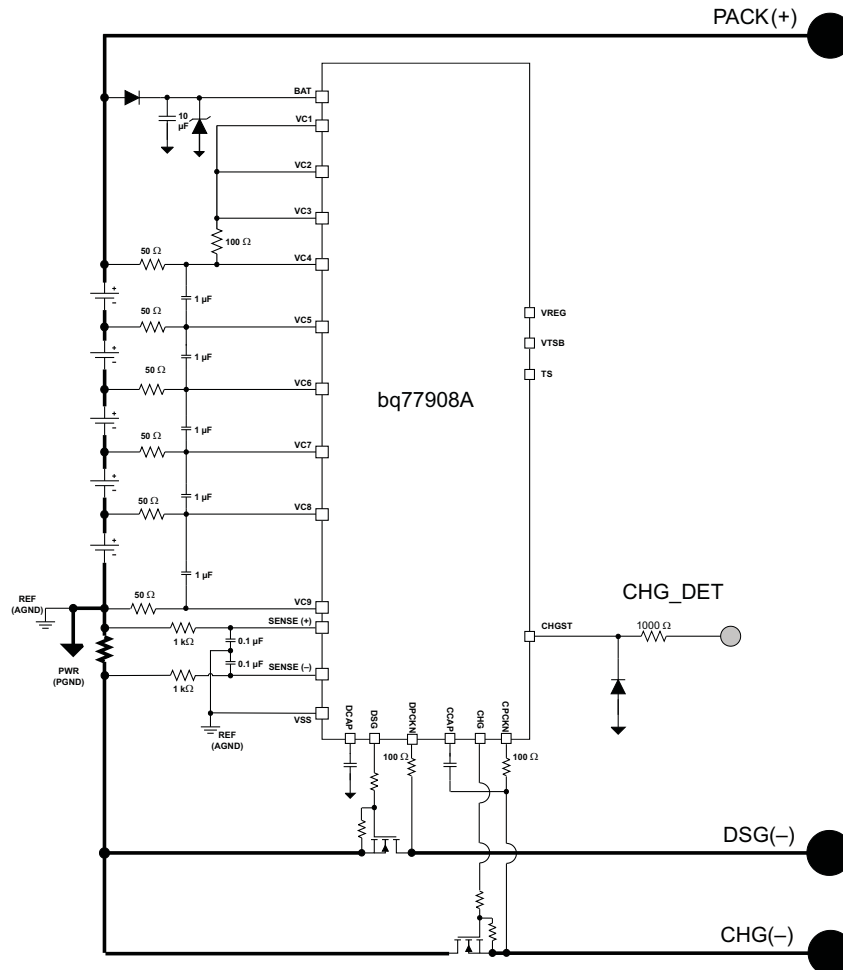 PACK(+)
BAT
10
µF
VC1
VC2
VC3
100 Ω
50 Ω
VC4
+
–
1 µF
50 Ω
VC5
VREG
+
–
1 µF
VTSB
50 Ω
VC6
TS
bq77908A
+
–
1 µF
50 Ω
VC7
+
–
1 µF
50 Ω
VC8
+
–
1 µF
50 Ω
VC9
REF
(AGND)
SENSE (+)
1 kΩ
0.1 µF
PWR
(PGND)
0.1 µF
SENSE (–)
1 kΩ
VSS
REF
(AGND)
CHG_DET
CHGST
1000 Ω
DCAP
DSG
DPCKN
CCAP
CHG
CPCKN
100 Ω
100 Ω
DSG(–)
CHG(–)